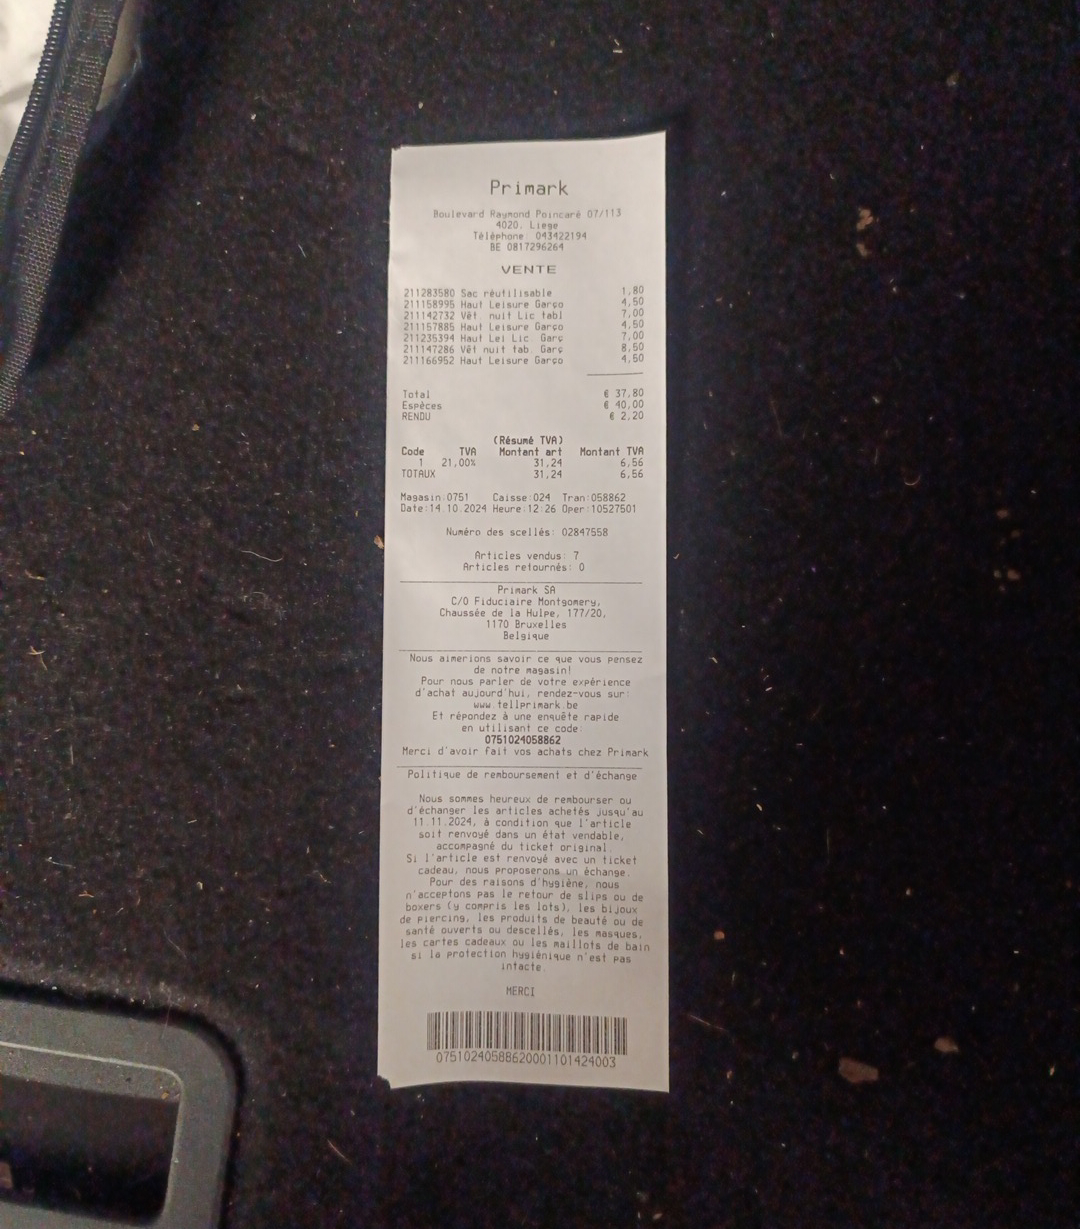 Primark
Boulevard Raymond Poincaré 07/113
4020, Liege
Téléphone: 043422194
BE 0817296264
VENTE
211283580 Sac réutilisable 1,80
211158995 Haut Leisure Garço 4,50
211142732 Vêt. nuit Lic tabl 7,00
211157885 Haut Leisure Garço 4,50
211235394 Haut Lei Lic. Garç 7,00
211147286 Vêt nuit tab. Garç 8,50
211166952 Haut Leisure Garço 4,50
Total € 37,80
Espèces € 40,00
RENDU € 2,20
(Résumé TVA)
Code TVA Montant art Montant TVA
1 21,00% 31,24 6,56
TOTAUX 31,24 6,56
Magasin:0751 Caisse:024 Tran:058862
Date:14.10.2024 Heure:12:26 Oper:10527501
Numéro des scellés: 02847558
Articles vendus: 7
Articles retournés: 0
Primark SA
C/O Fiduciaire Montgomery,
Chaussée de la Hulpe, 177/20,
1170 Bruxelles
Belgique
Nous aimerions savoir ce que vous pensez
de notre magasin!
Pour nous parler de votre expérience
d'achat aujourd'hui, rendez-vous sur:
www.tellprimark.be
Et répondez à une enquête rapide
en utilisant ce code:
0751024058862
Merci d'avoir fait vos achats chez Primark
Politique de remboursement et d'échange
Nous sommes heureux de rembourser ou
d'échanger les articles achetés jusqu'au
11.11.2024, à condition que l'article
soit renvoyé dans un état vendable,
accompagné du ticket original.
Si l'article est renvoyé avec un ticket
cadeau, nous proposerons un échange.
Pour des raisons d'hygiène, nous
n'acceptons pas le retour de slips ou de
boxers (y compris les lots), les bijoux
de piercing, les produits de beauté ou de
santé ouverts ou descellés, les masques,
les cartes cadeaux ou les maillots de bain
si la protection hygiénique n'est pas
intacte.
MERCI
07510240588620001101424003